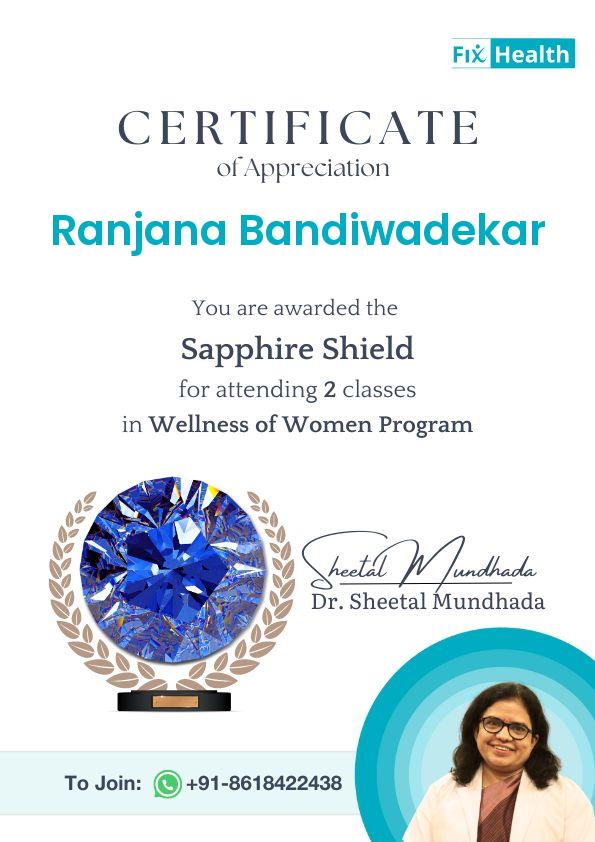 Fix Health
CERTIFICATE
of Appreciation
Ranjana Bandiwadekar
You are awarded the
Sapphire Shield
for attending 2 classes
in Wellness of Women Program
Sheetal Mundhada
Dr. Sheetal Mundhada
To Join: +91-8618422438